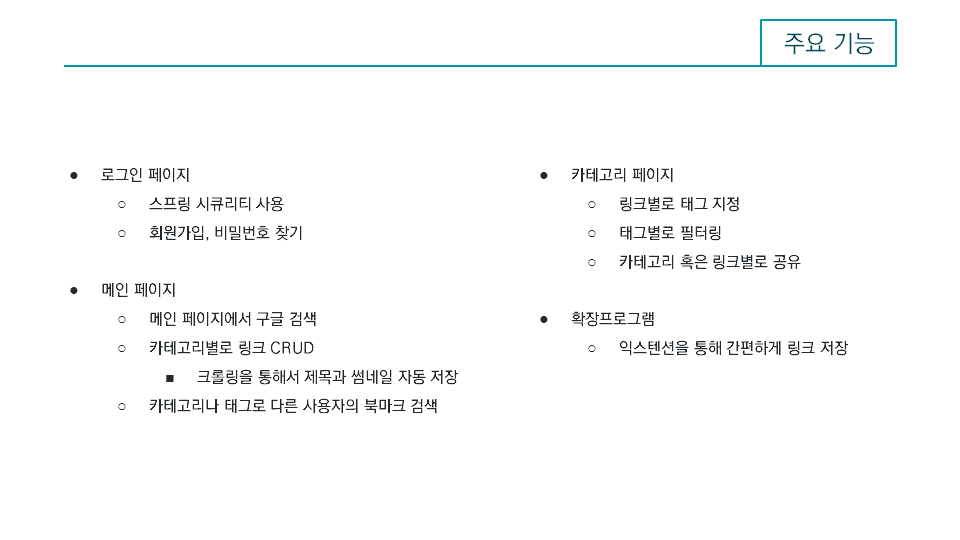 주요 기능
● 로그인 페이지
○ 스프링 시큐리티 사용
○ 회원가입, 비밀번호 찾기
● 메인 페이지
○ 메인 페이지에서 구글 검색
○ 카테고리별로 링크 CRUD
■ 크롤링을 통해서 제목과 썸네일 자동 저장
○ 카테고리나 태그로 다른 사용자의 북마크 검색
● 카테고리 페이지
○ 링크별로 태그 지정
○ 태그별로 필터링
○ 카테고리 혹은 링크별로 공유
● 확장프로그램
○ 익스텐션을 통해 간편하게 링크 저장